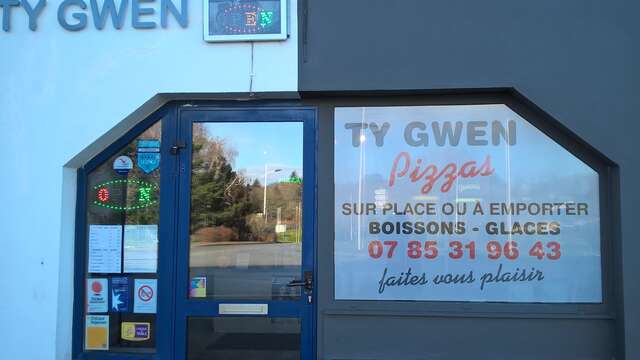 TY GWEN
OPEN
TY GWEN
Pizzas
SUR PLACE OU A EMPORTER
BOISSONS - GLACES
07 85 31 96 43
faites vous plaisir